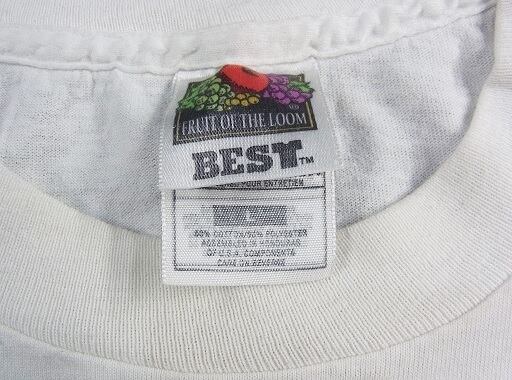 FRUIT OF THE LOOM
BEST™
POUR ENTRETIEN
L
50% COTTON/50% POLYESTER
ASSEMBLED IN HONDURAS
OF U.S.A. COMPONENTS
CARE ON REVERSE